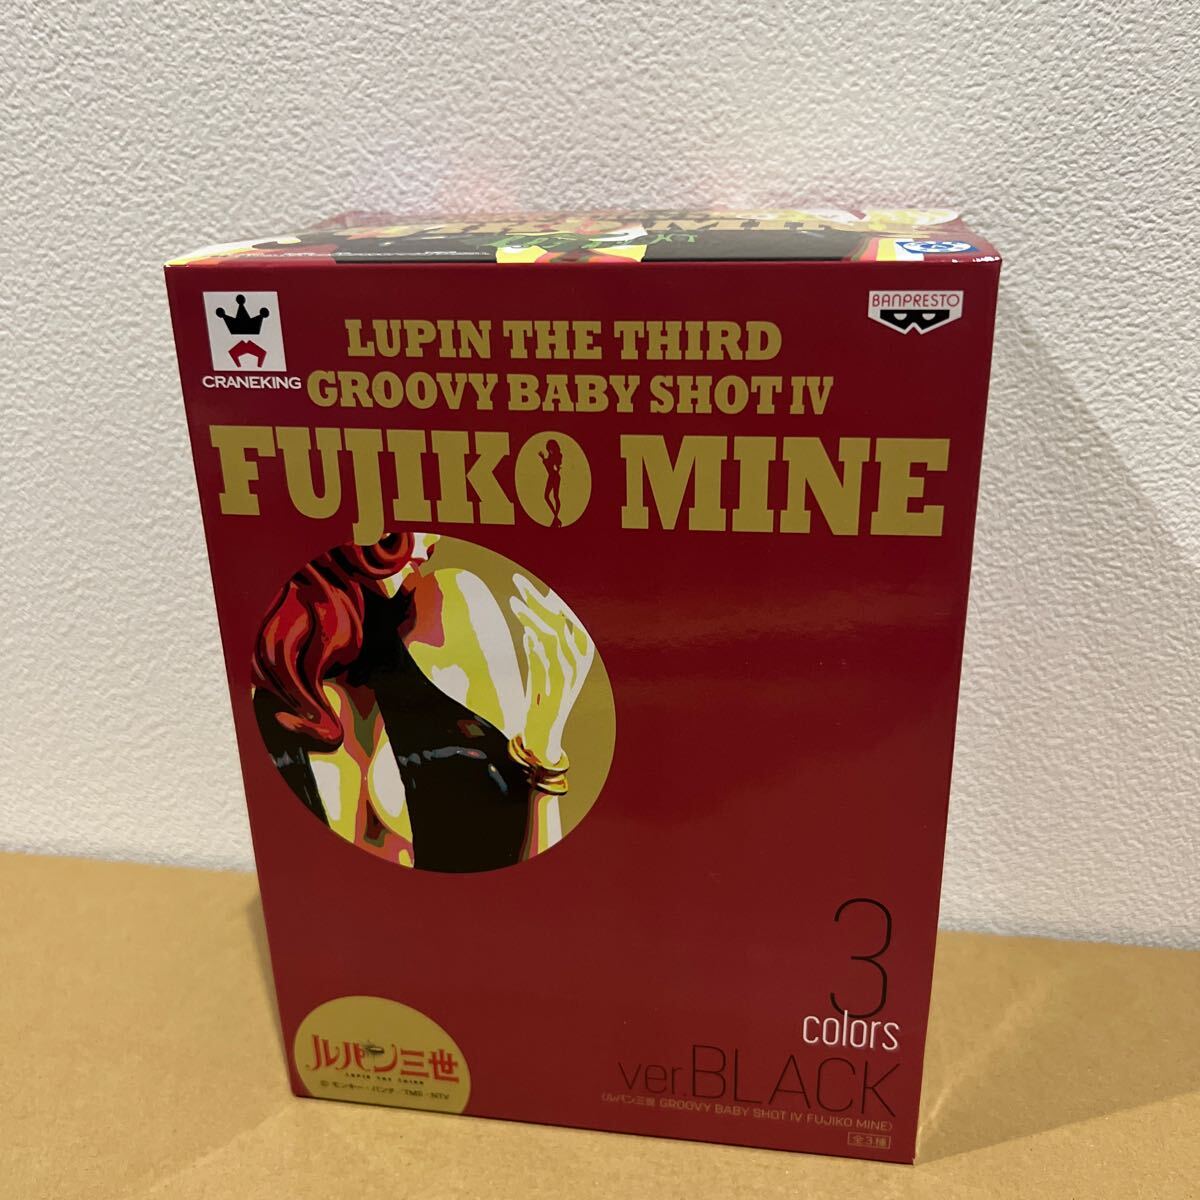 FUJIKO MINE
CRANEKING
BANPRESTO
LUPIN THE THIRD
GROOVY BABY SHOT IV
FUJIKO MINE
3
colors
ver.BLACK
(ルパン三世 GROOVY BABY SHOT IV FUJIKO MINE)
全3種
ルパン三世
LUPIN THE THIRD
© モンキー・パンチ/TMS・NTV